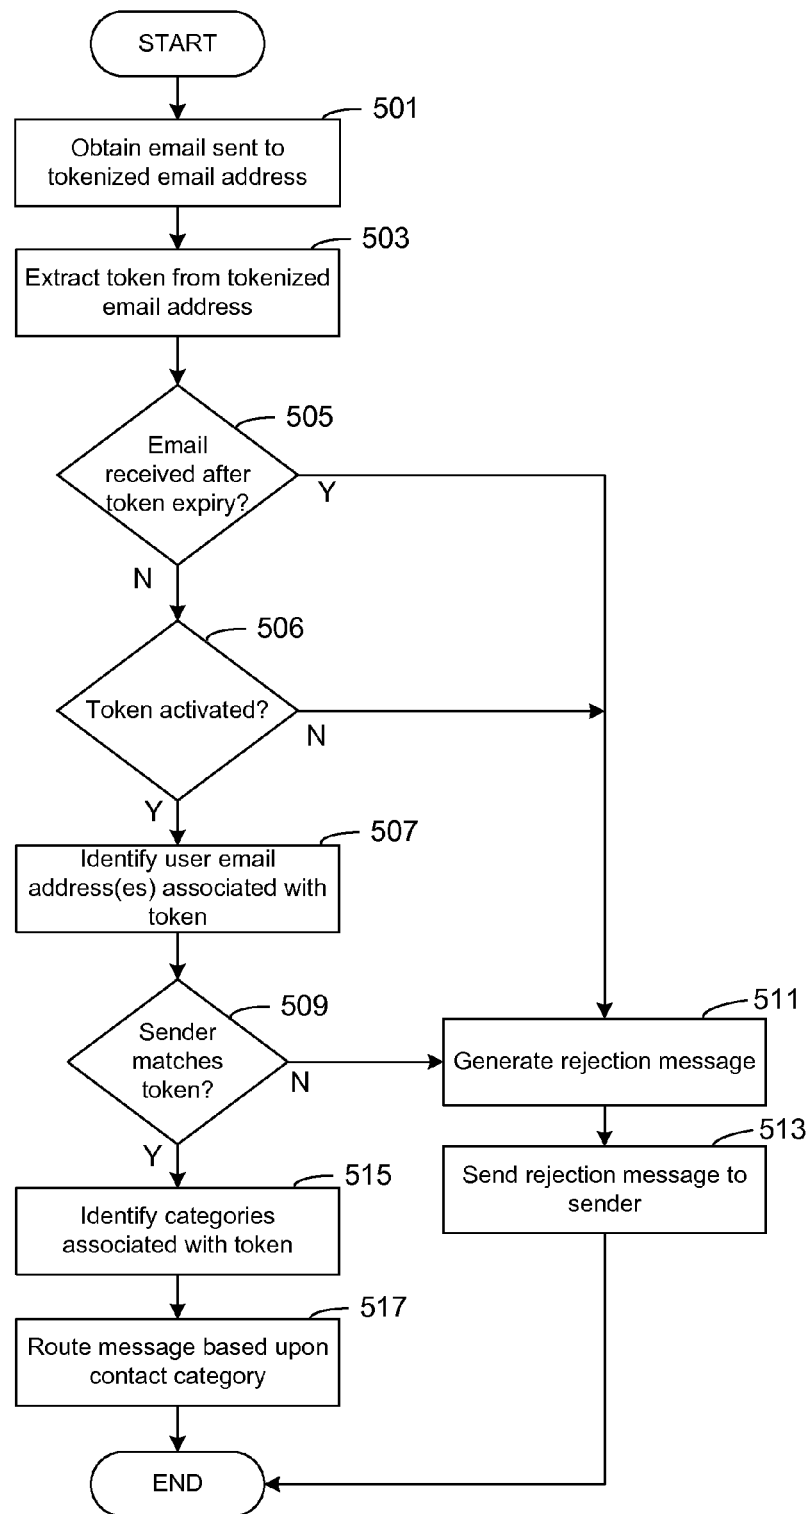 START
501
Obtain email sent to
tokenized email address
503
Extract token from tokenized
email address
505
Email
received after
token expiry?
Y
N
506
Token activated?
N
Y
507
Identify user email
address(es) associated with
token
509
Sender
matches
token?
N
Y
511
Generate rejection message
513
Send rejection message to
sender
515
Identify categories
associated with token
517
Route message based upon
contact category
END